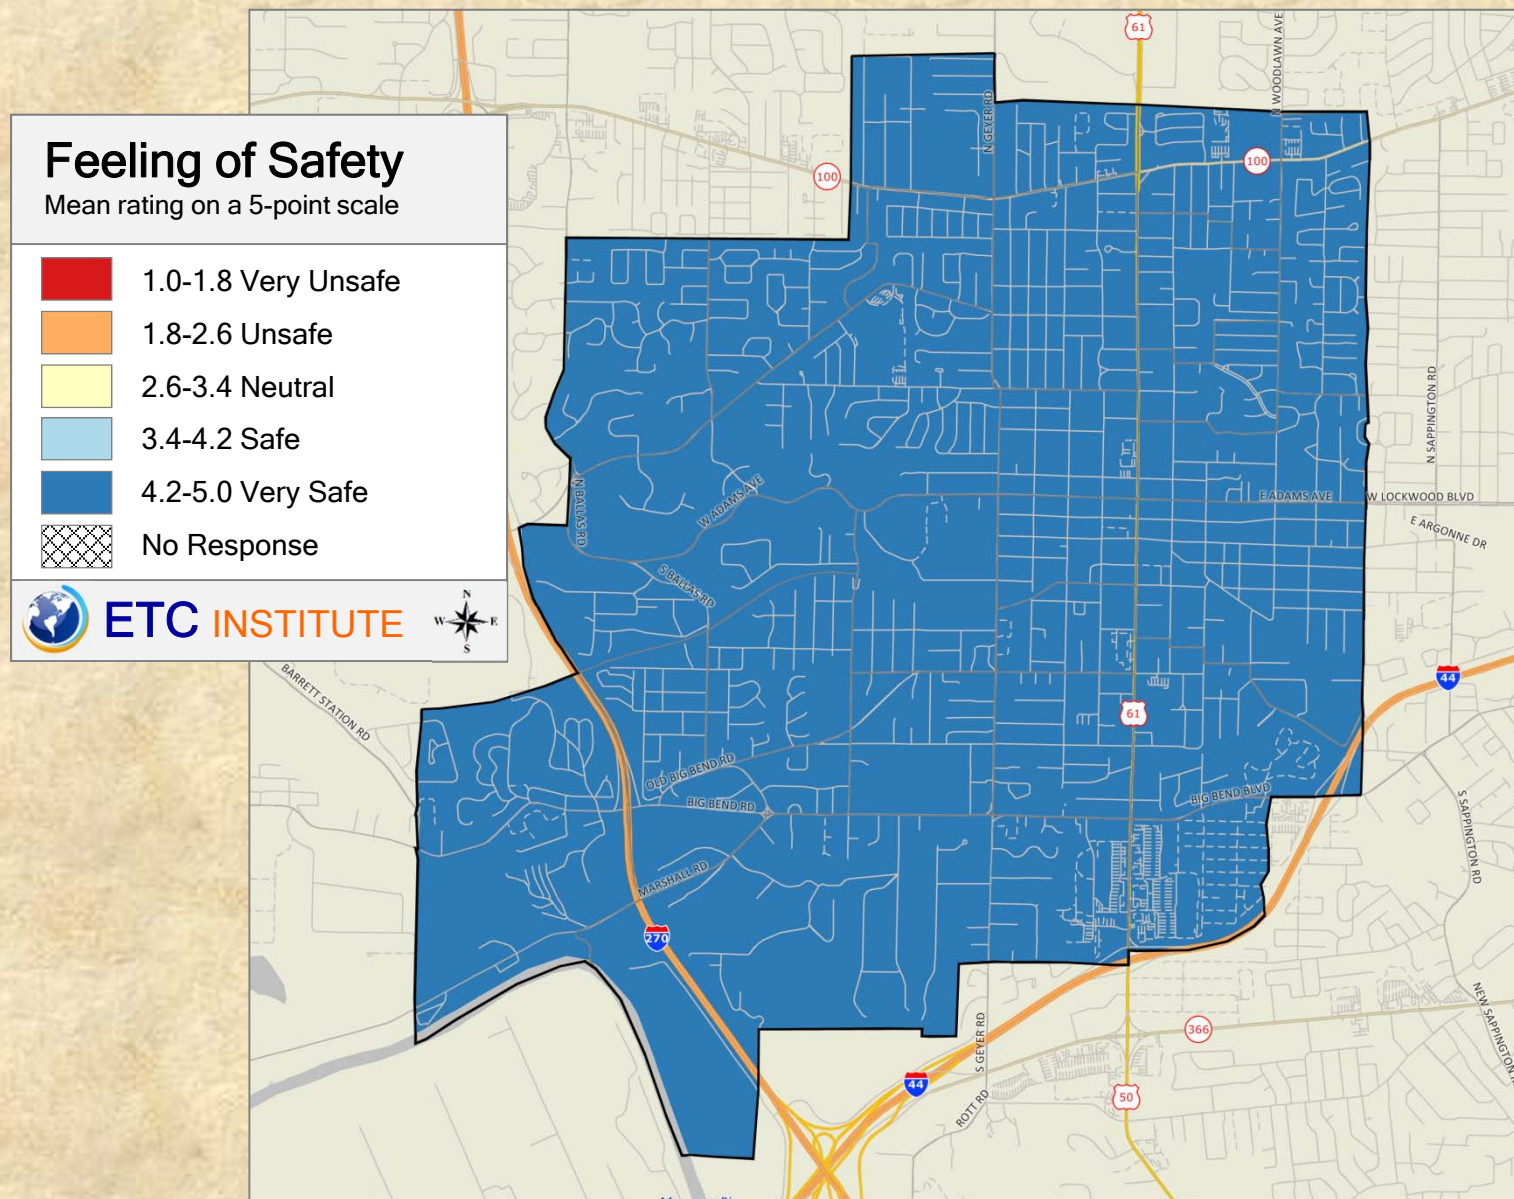 Feeling of Safety
Mean rating on a 5-point scale
1.0-1.8 Very Unsafe
1.8-2.6 Unsafe
2.6-3.4 Neutral
3.4-4.2 Safe
4.2-5.0 Very Safe
No Response
ETC INSTITUTE
N
W E
S
61
N WOODLAWN AVE
N GEYER RD
100
100
N SAPPINGTON RD
N BALLAS RD
W ADAMS AVE
E ADAMS AVE
W LOCKWOOD BLVD
E ARGONNE DR
S BALLAS RD
BARRETT STATION RD
44
61
OLD BIG BEND RD
BIG BEND RD
BIG BEND BLVD
S SAPPINGTON RD
MARSHALL RD
270
NEW SAPPINGTON
S GEYER RD
366
44
50
ROTT RD